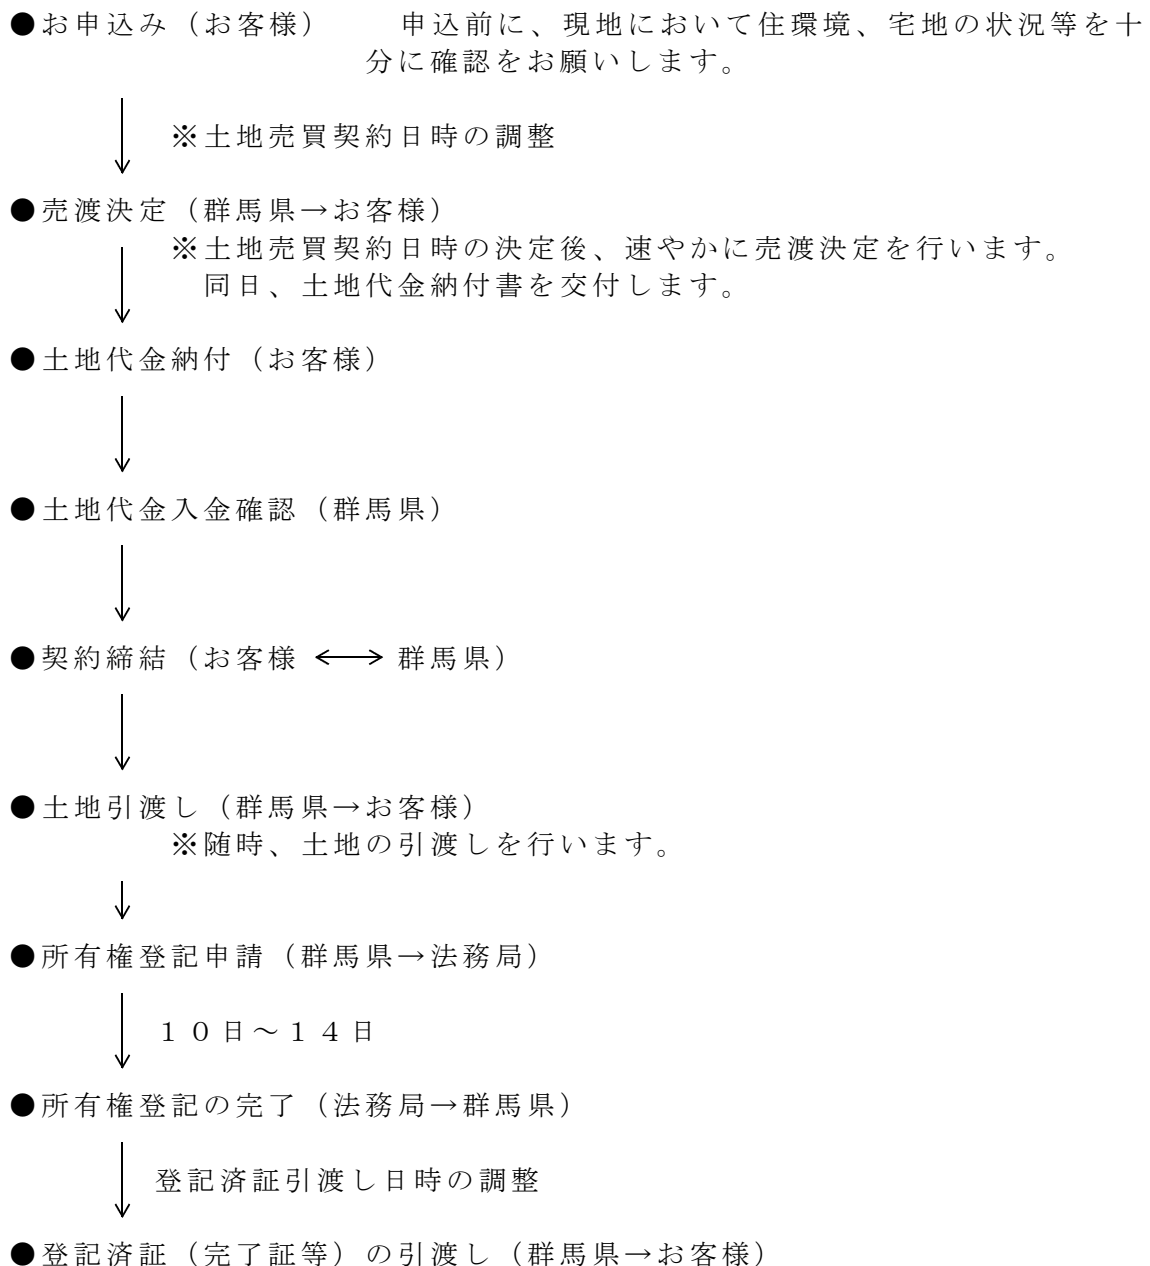 ●お申込み（お客様）　　申込前に、現地において住環境、宅地の状況等を十
分に確認をお願いします。
※土地売買契約日時の調整
●売渡決定（群馬県→お客様）
※土地売買契約日時の決定後、速やかに売渡決定を行います。
同日、土地代金納付書を交付します。
●土地代金納付（お客様）
●土地代金入金確認（群馬県）
●契約締結（お客様 ⟷ 群馬県）
●土地引渡し（群馬県→お客様）
※随時、土地の引渡しを行います。
●所有権登記申請（群馬県→法務局）
１０日～１４日
●所有権登記の完了（法務局→群馬県）
登記済証引渡し日時の調整
●登記済証（完了証等）の引渡し（群馬県→お客様）